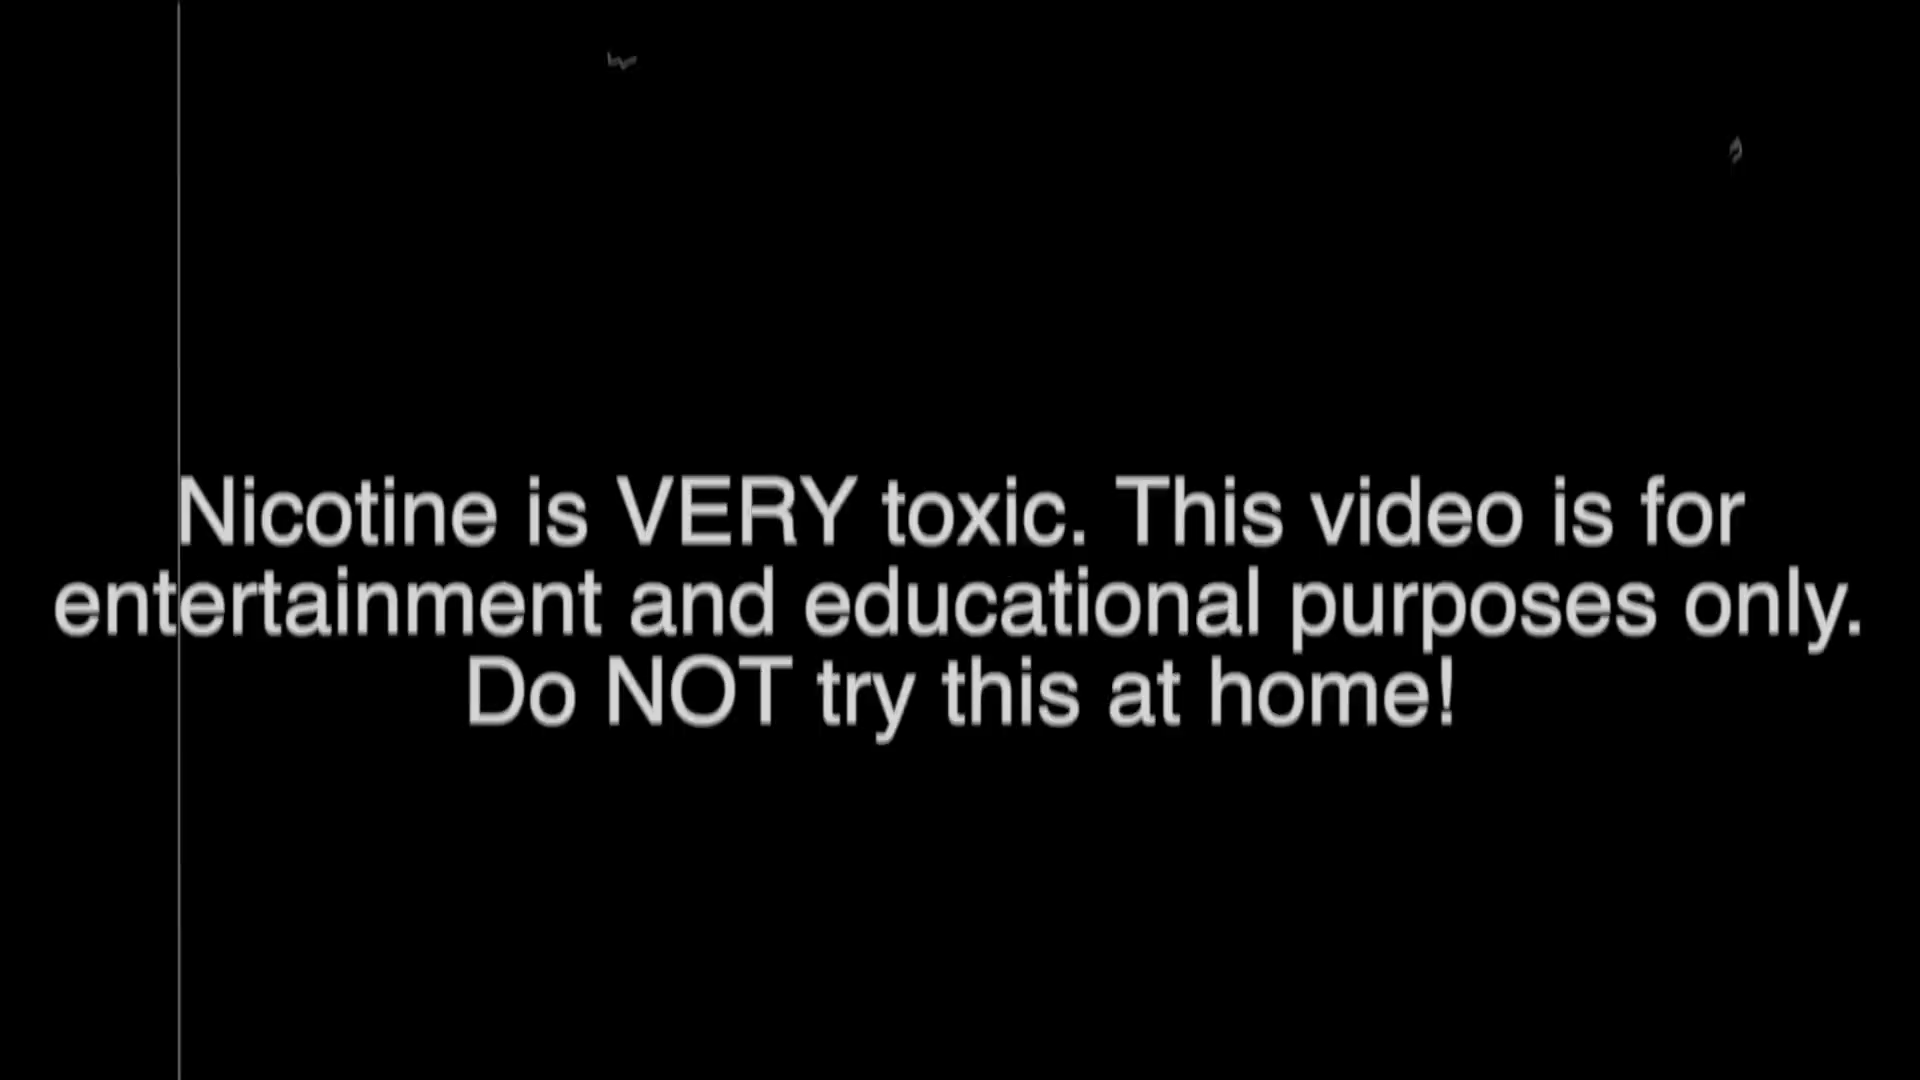 Nicotine is VERY toxic. This video is for
entertainment and educational purposes only.
Do NOT try this at home!